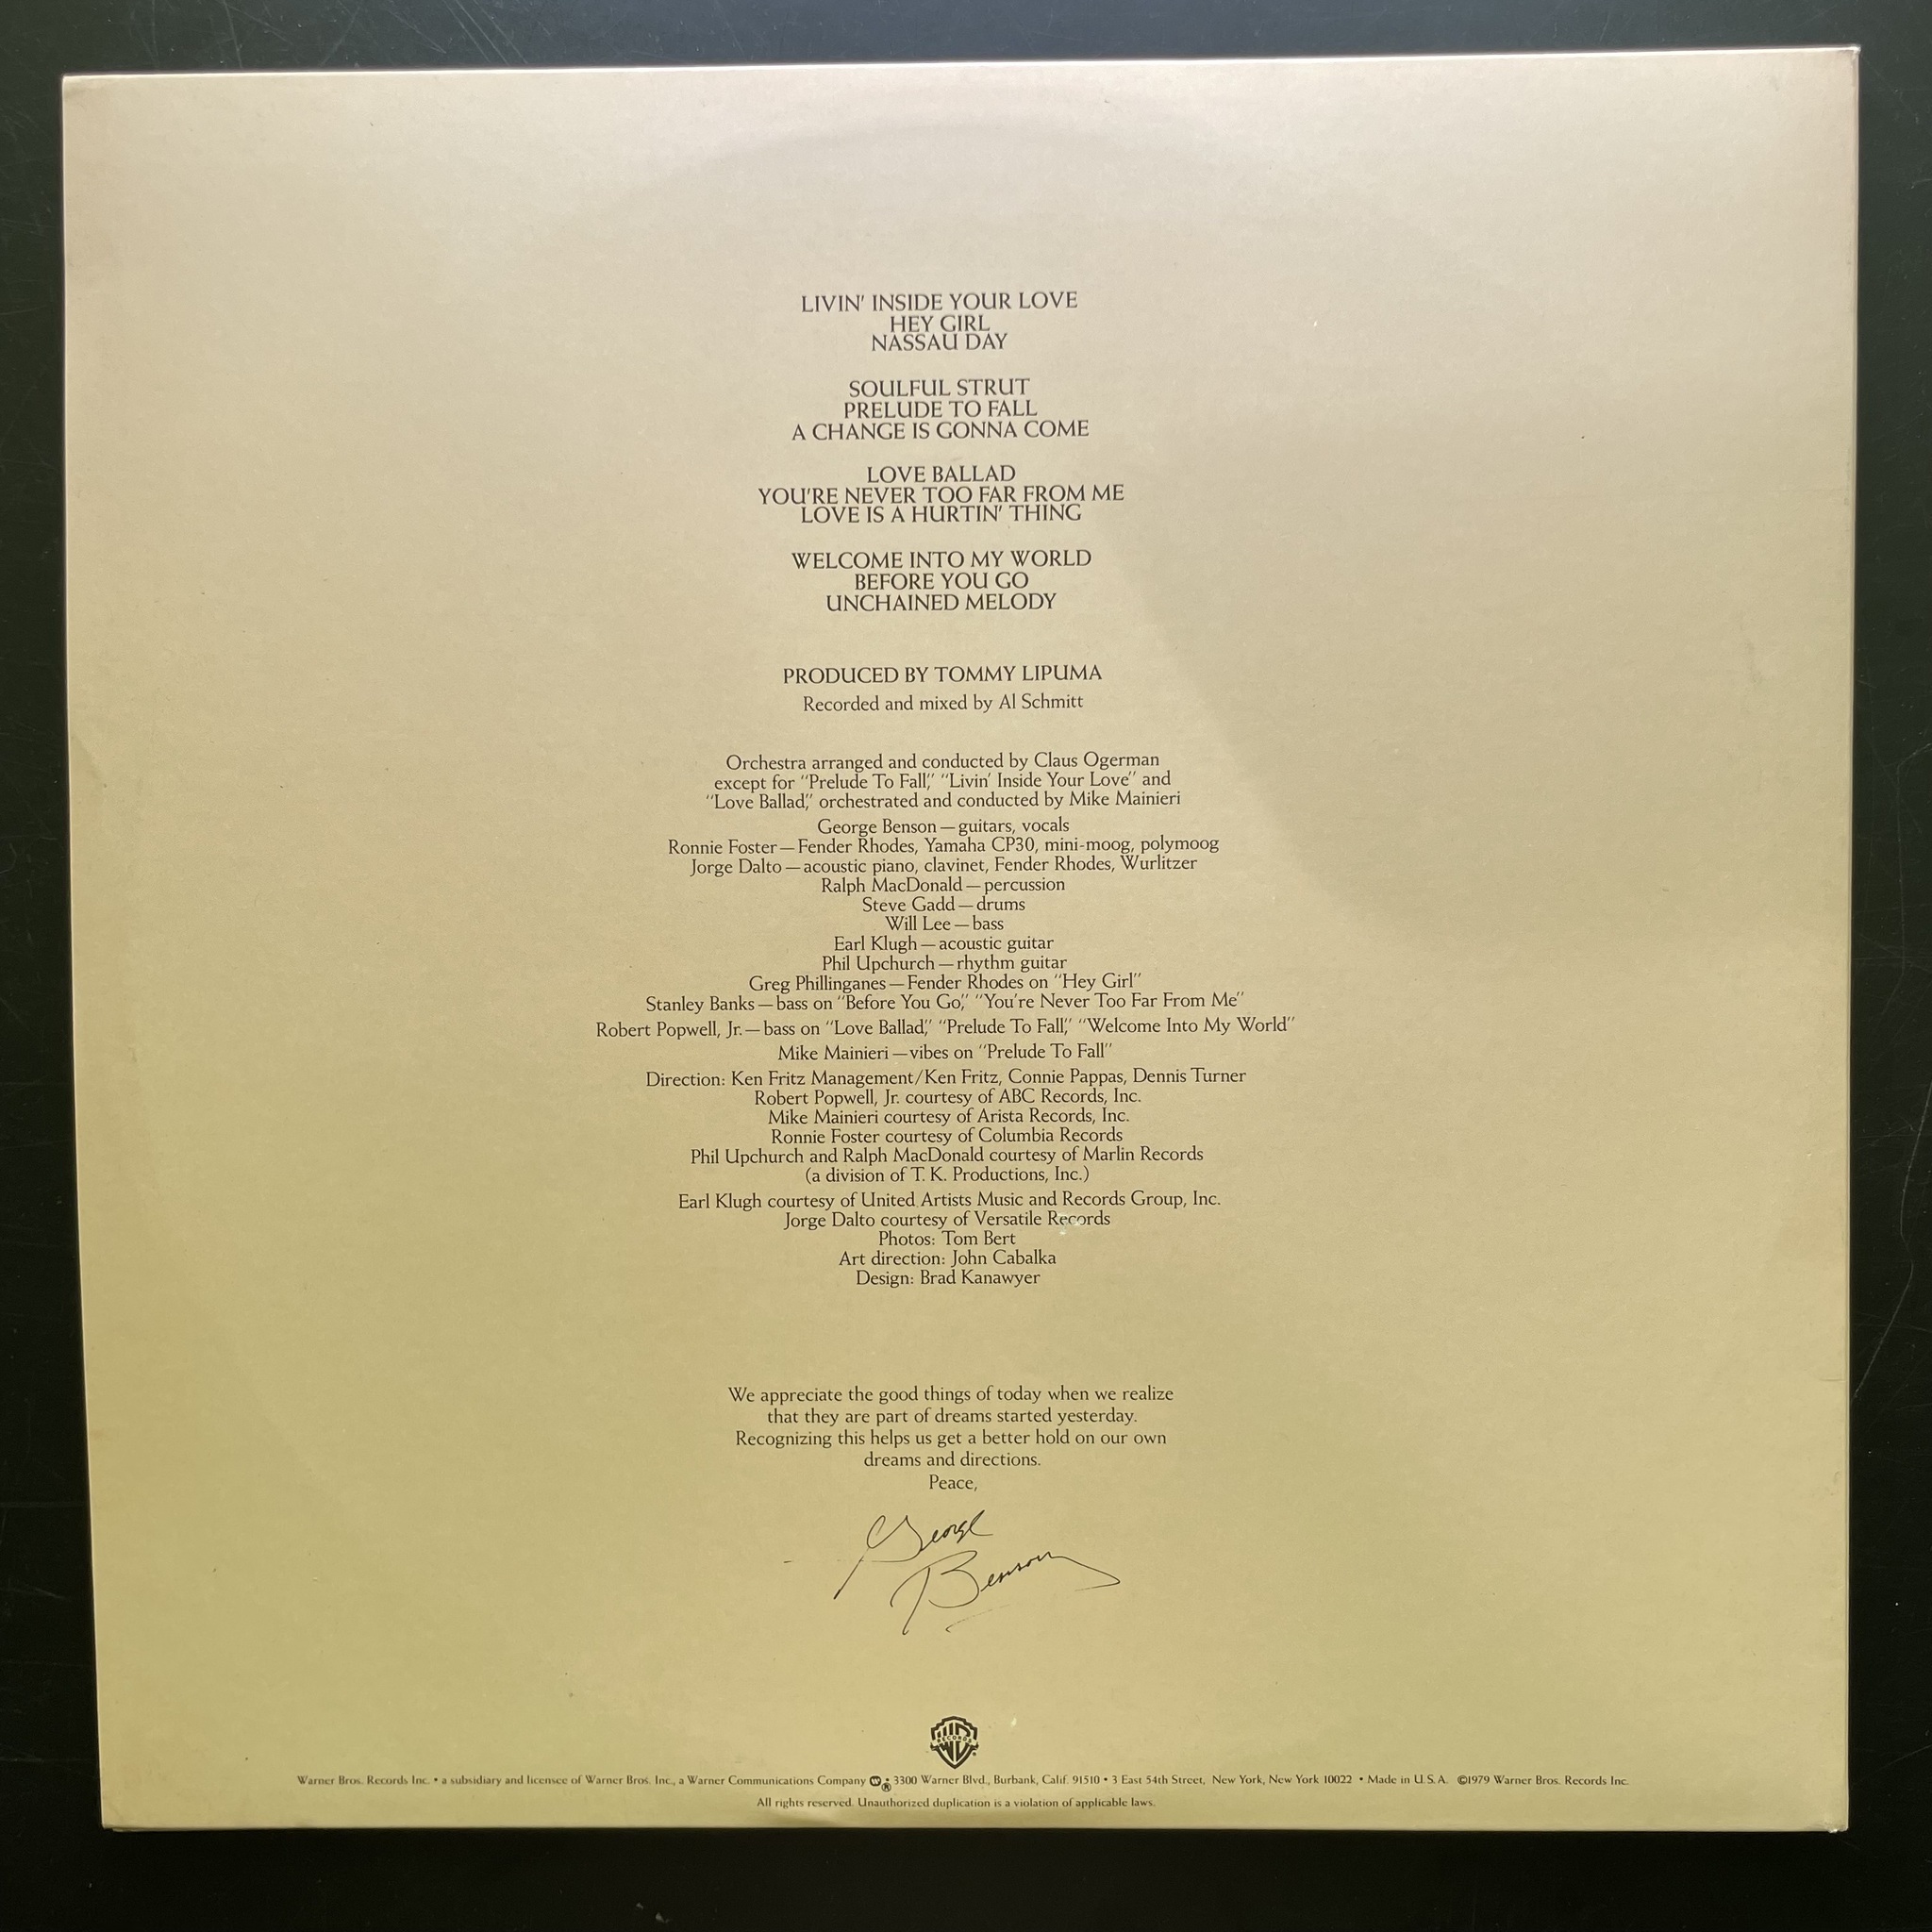 LIVIN' INSIDE YOUR LOVE
HEY GIRL
NASSAU DAY
SOULFUL STRUT
PRELUDE TO FALL
A CHANGE IS GONNA COME
LOVE BALLAD
YOU'RE NEVER TOO FAR FROM ME
LOVE IS A HURTIN' THING
WELCOME INTO MY WORLD
BEFORE YOU GO
UNCHAINED MELODY
PRODUCED BY TOMMY LIPUMA
Recorded and mixed by Al Schmitt
Orchestra arranged and conducted by Claus Ogerman
except for “Prelude To Fall,” “Livin' Inside Your Love” and
“Love Ballad,” orchestrated and conducted by Mike Mainieri
George Benson — guitars, vocals
Ronnie Foster — Fender Rhodes, Yamaha CP30, mini-moog, polymoog
Jorge Dalto — acoustic piano, clavinet, Fender Rhodes, Wurlitzer
Ralph MacDonald — percussion
Steve Gadd — drums
Will Lee — bass
Earl Klugh — acoustic guitar
Phil Upchurch — rhythm guitar
Greg Phillinganes — Fender Rhodes on “Hey Girl”
Stanley Banks — bass on “Before You Go,” “You're Never Too Far From Me”
Robert Popwell, Jr. — bass on “Love Ballad,” “Prelude To Fall,” “Welcome Into My World”
Mike Mainieri — vibes on “Prelude To Fall”
Direction: Ken Fritz Management/Ken Fritz, Connie Pappas, Dennis Turner
Robert Popwell, Jr. courtesy of ABC Records, Inc.
Mike Mainieri courtesy of Arista Records, Inc.
Ronnie Foster courtesy of Columbia Records
Phil Upchurch and Ralph MacDonald courtesy of Marlin Records
(a division of T. K. Productions, Inc.)
Earl Klugh courtesy of United Artists Music and Records Group, Inc.
Jorge Dalto courtesy of Versatile Records
Photos: Tom Bert
Art direction: John Cabalka
Design: Brad Kanawyer
We appreciate the good things of today when we realize
that they are part of dreams started yesterday.
Recognizing this helps us get a better hold on our own
dreams and directions.
Peace,
George
Benson
WB RECORDS
Warner Bros. Records Inc. • a subsidiary and licensee of Warner Bros. Inc., a Warner Communications Company ® • 3300 Warner Blvd., Burbank, Calif. 91510 • 3 East 54th Street, New York, New York 10022 • Made in U.S.A. ©1979 Warner Bros. Records Inc.
All rights reserved. Unauthorized duplication is a violation of applicable laws.